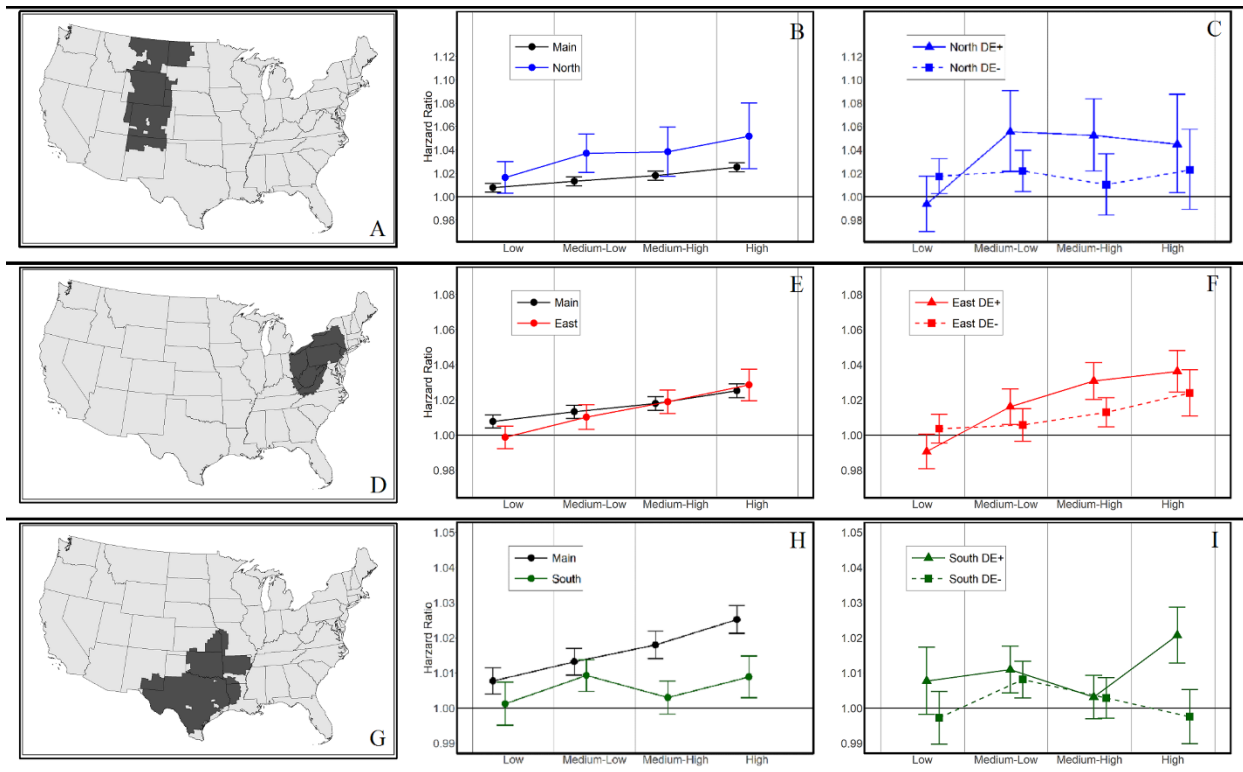 A
B
Main
North
Harzard Ratio
1.12
1.10
1.08
1.06
1.04
1.02
1.00
0.98
Low
Medium-Low
Medium-High
High
C
North DE+
North DE-
1.12
1.10
1.08
1.06
1.04
1.02
1.00
0.98
Low
Medium-Low
Medium-High
High
D
E
Main
East
Harzard Ratio
1.08
1.06
1.04
1.02
1.00
0.98
Low
Medium-Low
Medium-High
High
F
East DE+
East DE-
1.08
1.06
1.04
1.02
1.00
0.98
Low
Medium-Low
Medium-High
High
G
H
Main
South
Harzard Ratio
1.05
1.04
1.03
1.02
1.01
1.00
0.99
Low
Medium-Low
Medium-High
High
I
South DE+
South DE-
1.05
1.04
1.03
1.02
1.01
1.00
0.99
Low
Medium-Low
Medium-High
High